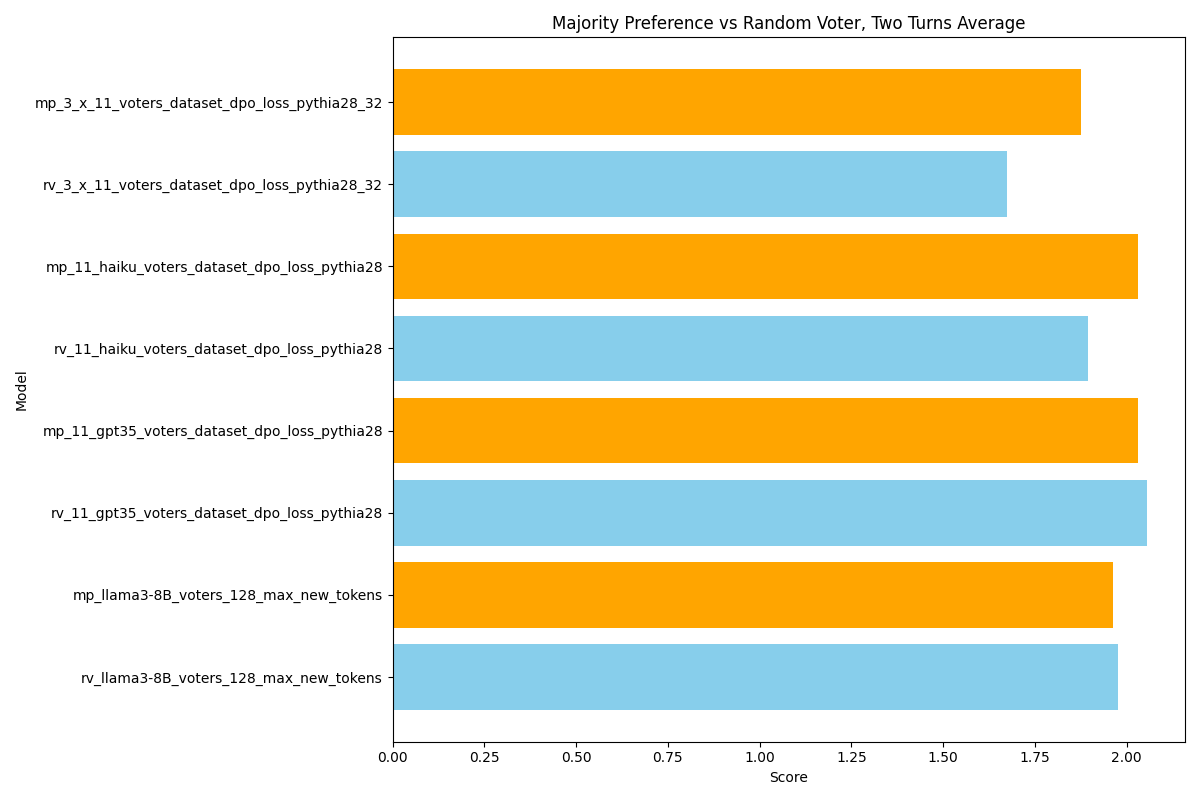 Majority Preference vs Random Voter, Two Turns Average
mp_3_x_11_voters_dataset_dpo_loss_pythia28_32
rv_3_x_11_voters_dataset_dpo_loss_pythia28_32
mp_11_haiku_voters_dataset_dpo_loss_pythia28
rv_11_haiku_voters_dataset_dpo_loss_pythia28
mp_11_gpt35_voters_dataset_dpo_loss_pythia28
rv_11_gpt35_voters_dataset_dpo_loss_pythia28
mp_llama3-8B_voters_128_max_new_tokens
rv_llama3-8B_voters_128_max_new_tokens
Model
0.00 0.25 0.50 0.75 1.00 1.25 1.50 1.75 2.00
Score